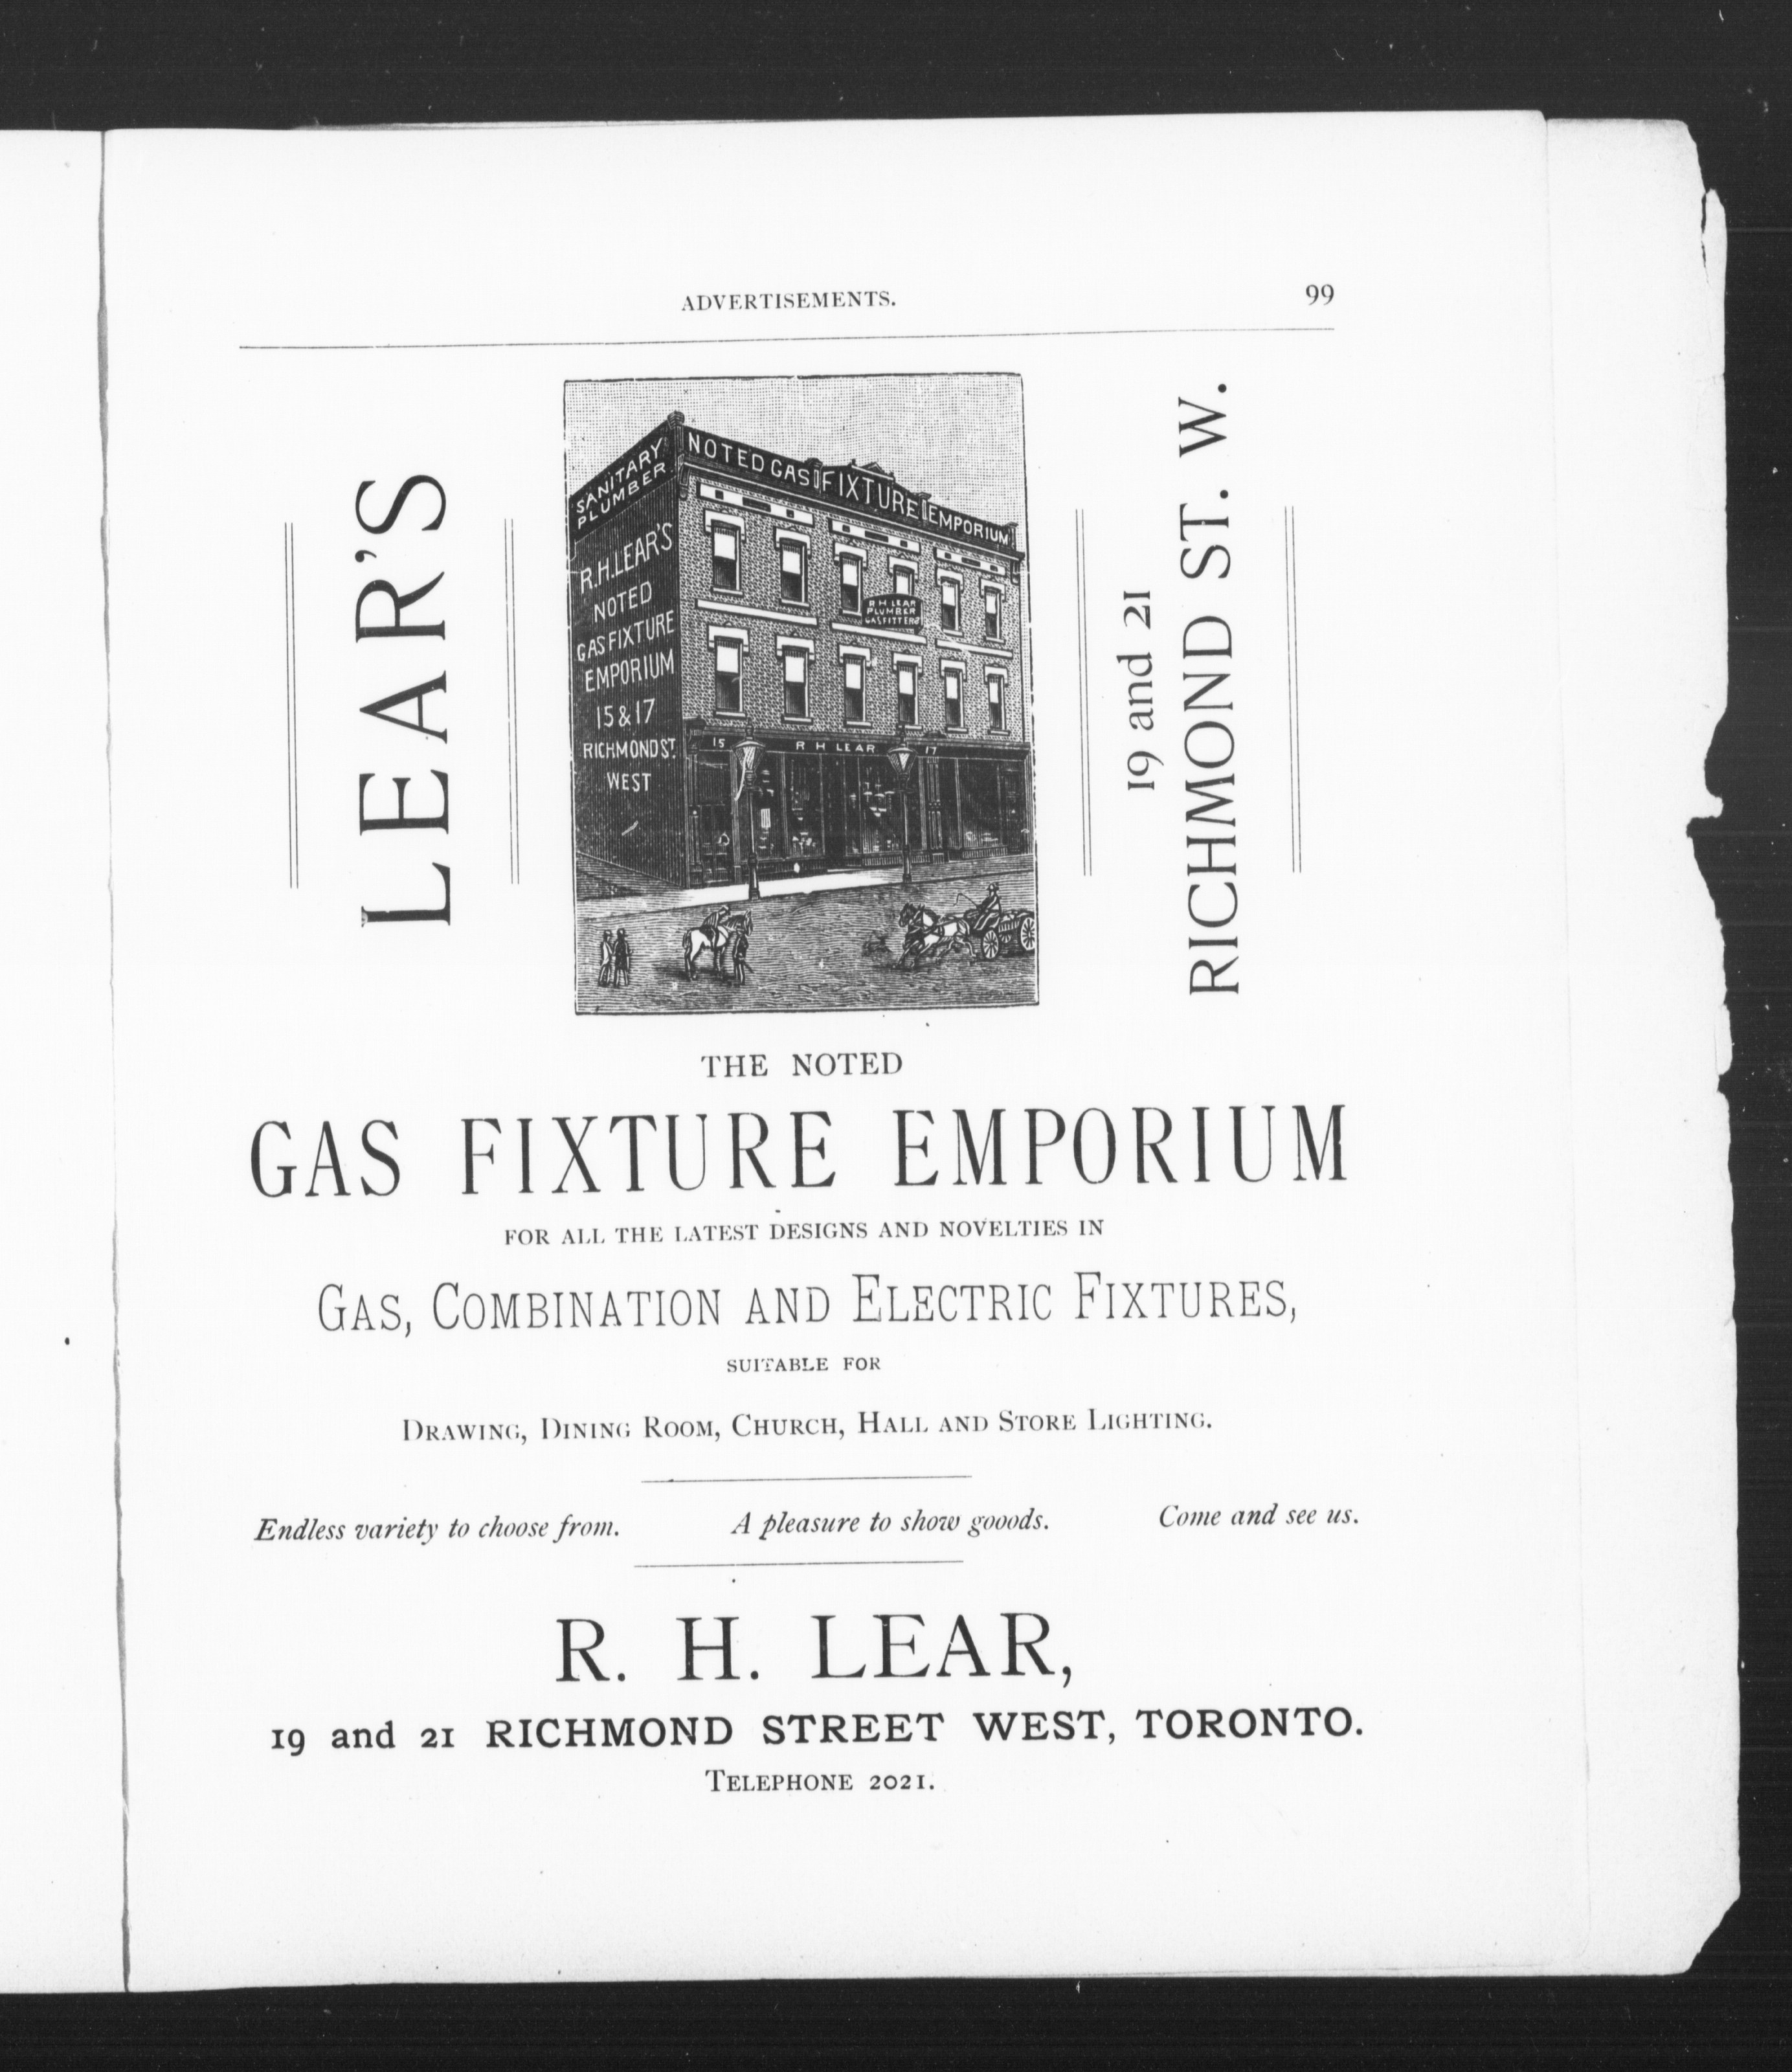 ADVERTISEMENTS.
99
LEAR'S
SANITARY
PLUMBER
NOTED GAS FIXTURE EMPORIUM
R.H.LEAR'S
NOTED
GAS FIXTURE
EMPORIUM
15 & 17
RICHMOND ST.
WEST
R H LEAR
PLUMBER
GASFITTER
15
R H LEAR
17
19 and 21
RICHMOND ST. W.
THE NOTED
GAS FIXTURE EMPORIUM
FOR ALL THE LATEST DESIGNS AND NOVELTIES IN
GAS, COMBINATION AND ELECTRIC FIXTURES,
SUITABLE FOR
DRAWING, DINING ROOM, CHURCH, HALL AND STORE LIGHTING.
Endless variety to choose from. A pleasure to show gooods. Come and see us.
R. H. LEAR,
19 and 21 RICHMOND STREET WEST, TORONTO.
TELEPHONE 2021.